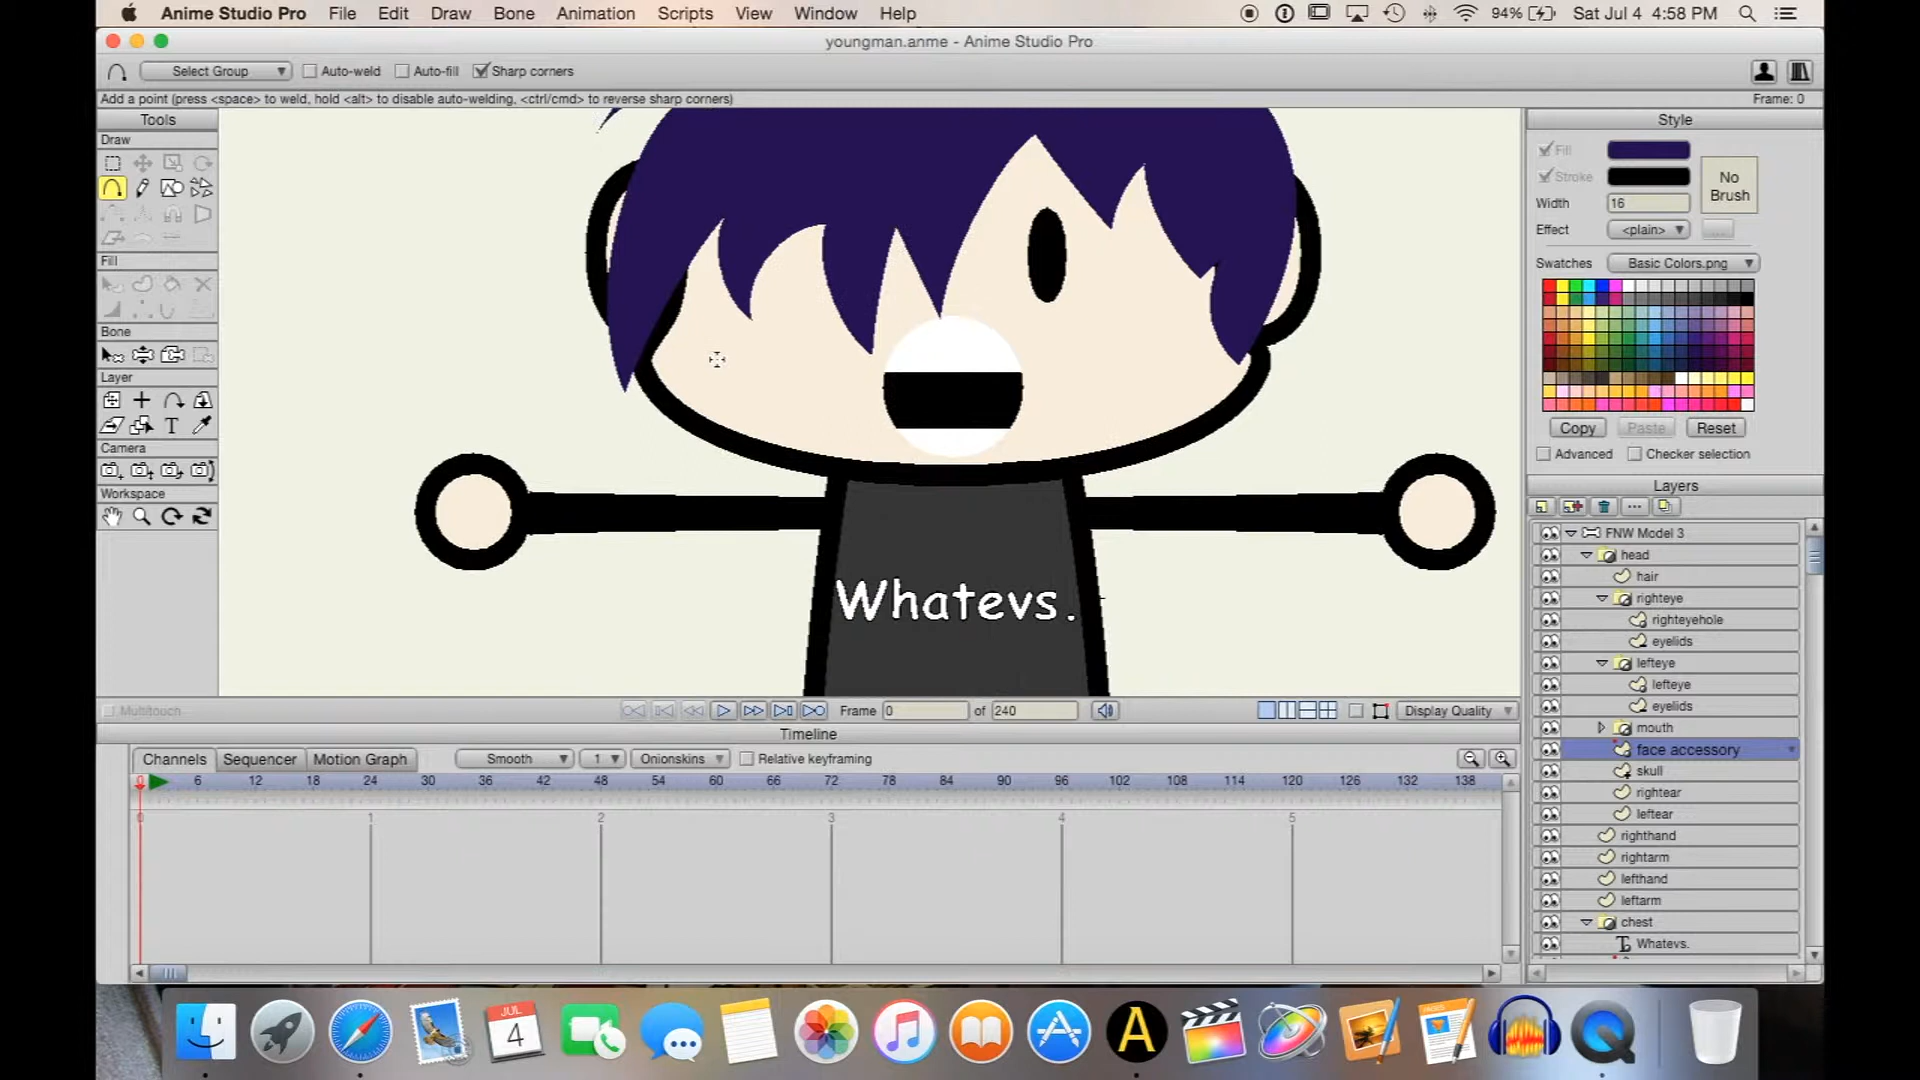 Anime Studio Pro File Edit Draw Bone Animation Scripts View Window Help 94% Sat Jul 4 4:58 PM
youngman.anme - Anime Studio Pro
Select Group Auto-weld Auto-fill Sharp corners
Add a point (press <space> to weld, hold <alt> to disable auto-welding, <ctrl/cmd> to reverse sharp corners) Frame: 0
Tools
Draw
Fill
Bone
Layer
T
Camera
Workspace
Whatevs.
Style
Fill
Stroke
No Brush
Width 16
Effect <plain>
Swatches Basic Colors.png
Copy Paste Reset
Advanced Checker selection
Layers
FNW Model 3
head
hair
righteye
righteyehole
eyelids
lefteye
lefteye
eyelids
mouth
face accessory
skull
rightear
leftear
righthand
rightarm
lefthand
leftarm
chest
Whatevs.
Multitouch Frame 0 of 240 Display Quality
Timeline
Channels Sequencer Motion Graph Smooth 1 Onionskins Relative keyframing
0 6 12 18 24 30 36 42 48 54 60 66 72 78 84 90 96 102 108 114 120 126 132 138
0 1 2 3 4 5
JUL
4
A
PAGES